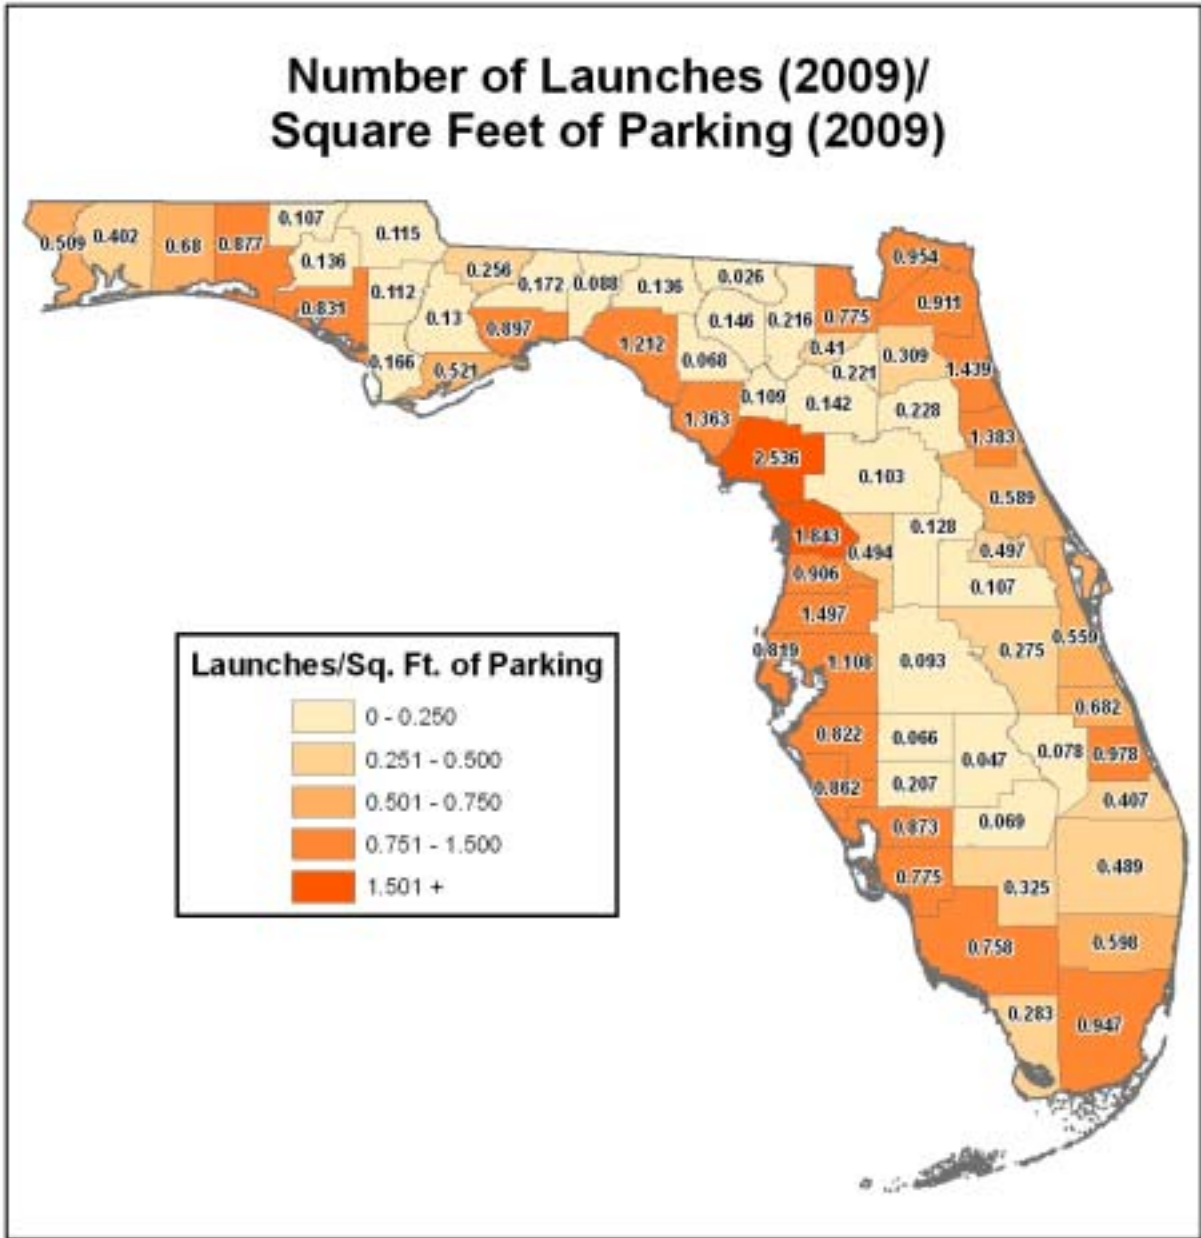 Number of Launches (2009)/
Square Feet of Parking (2009)
0.509 0.402 0.68 0.877 0.107 0.115
0.136
0.831 0.112 0.13
0.256 0.172 0.088 0.136 0.026
0.897
0.166 0.521
1.212 0.068 0.146 0.216 0.775
0.954
0.911
0.41 0.309
0.221 1.439
1.363 0.109 0.142 0.228
1.383
2.536 0.103
0.589
1.843 0.494 0.128 0.497
0.906 0.107
1.497
0.819 1.108 0.093 0.275 0.559
0.682
0.822 0.066 0.047 0.078 0.978
0.862 0.207 0.407
0.873 0.069
0.775 0.325 0.489
0.758 0.598
0.283 0.947
Launches/Sq. Ft. of Parking
0 - 0.250
0.251 - 0.500
0.501 - 0.750
0.751 - 1.500
1.501 +